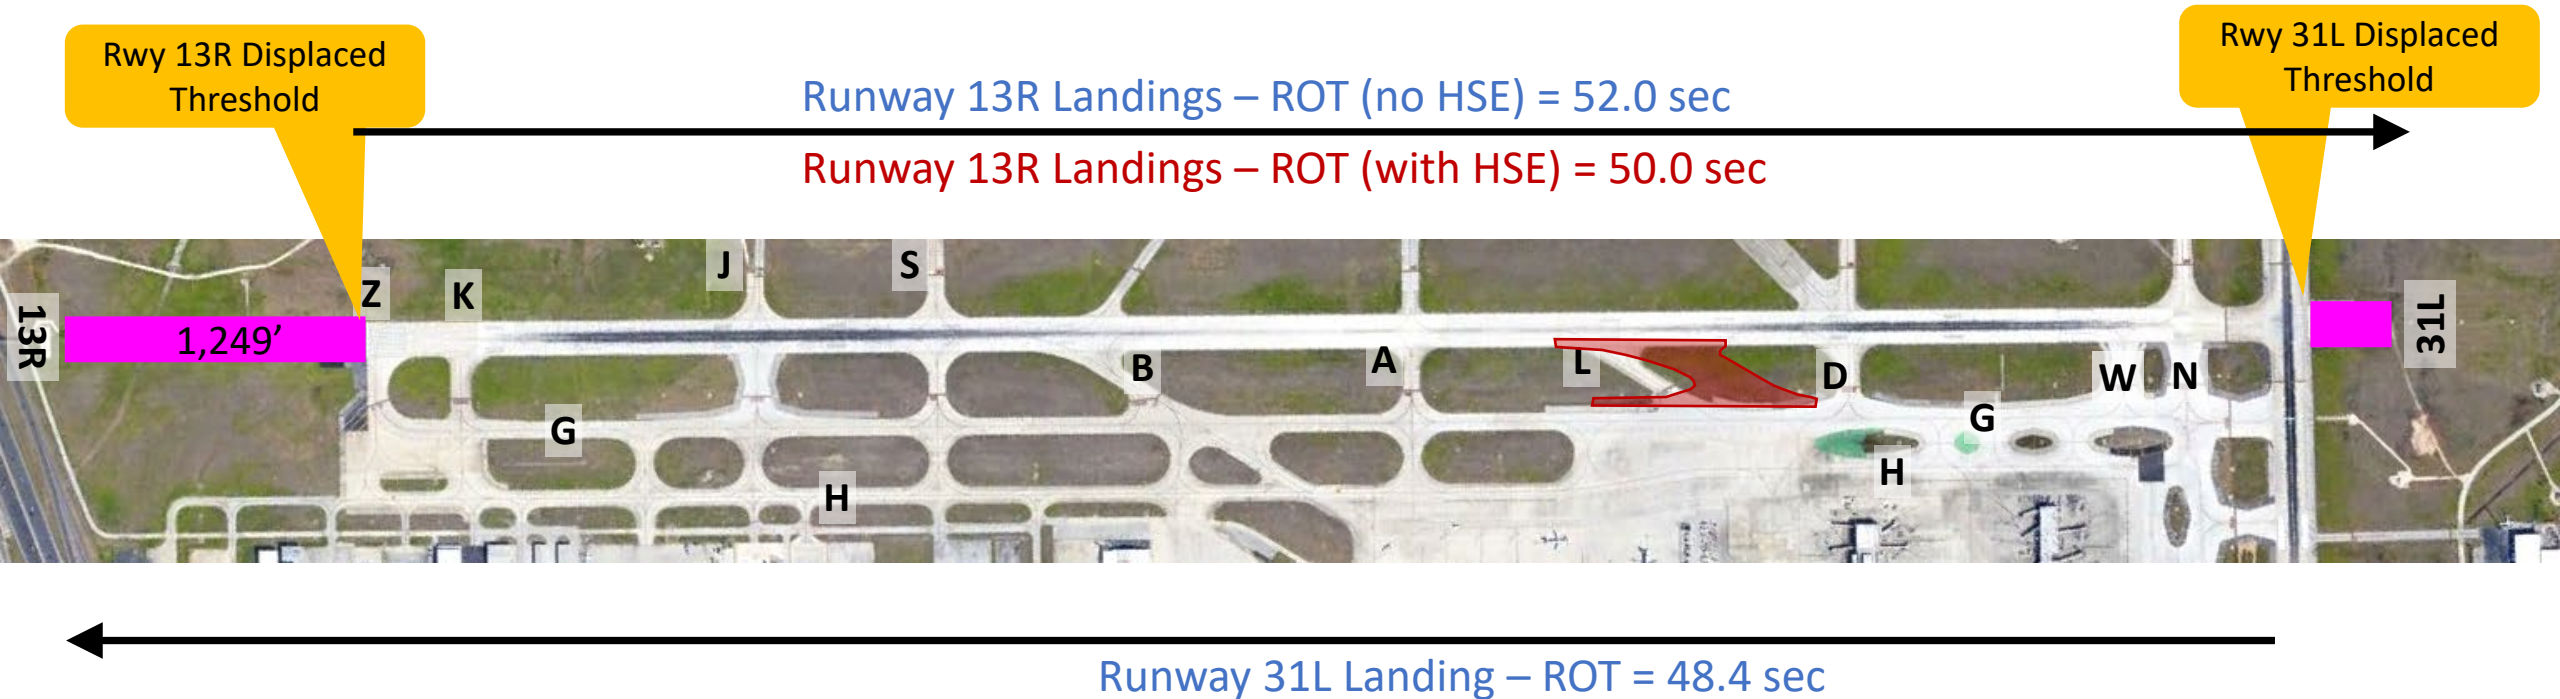 Rwy 13R Displaced
Threshold
Rwy 31L Displaced
Threshold
Runway 13R Landings – ROT (no HSE) = 52.0 sec
Runway 13R Landings – ROT (with HSE) = 50.0 sec
J
S
Z
K
13R
1,249’
31L
B
A
L
D
W
N
G
G
H
H
Runway 31L Landing – ROT = 48.4 sec